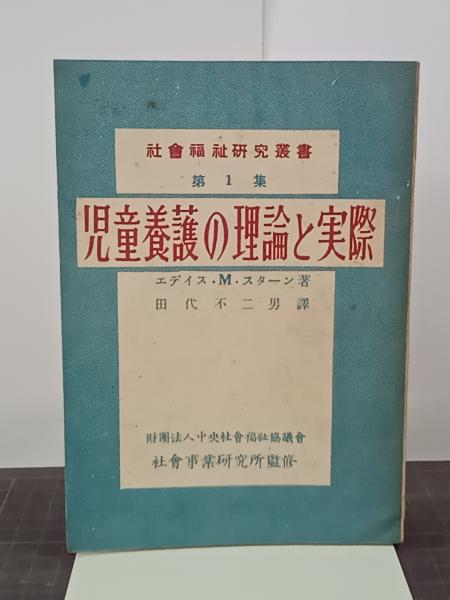 社會福祉研究叢書
第1集
児童養護の理論と実際
エデイス・M・スターン著
田代不二男譯
財團法人中央社會福祉協議會
社會事業研究所監修